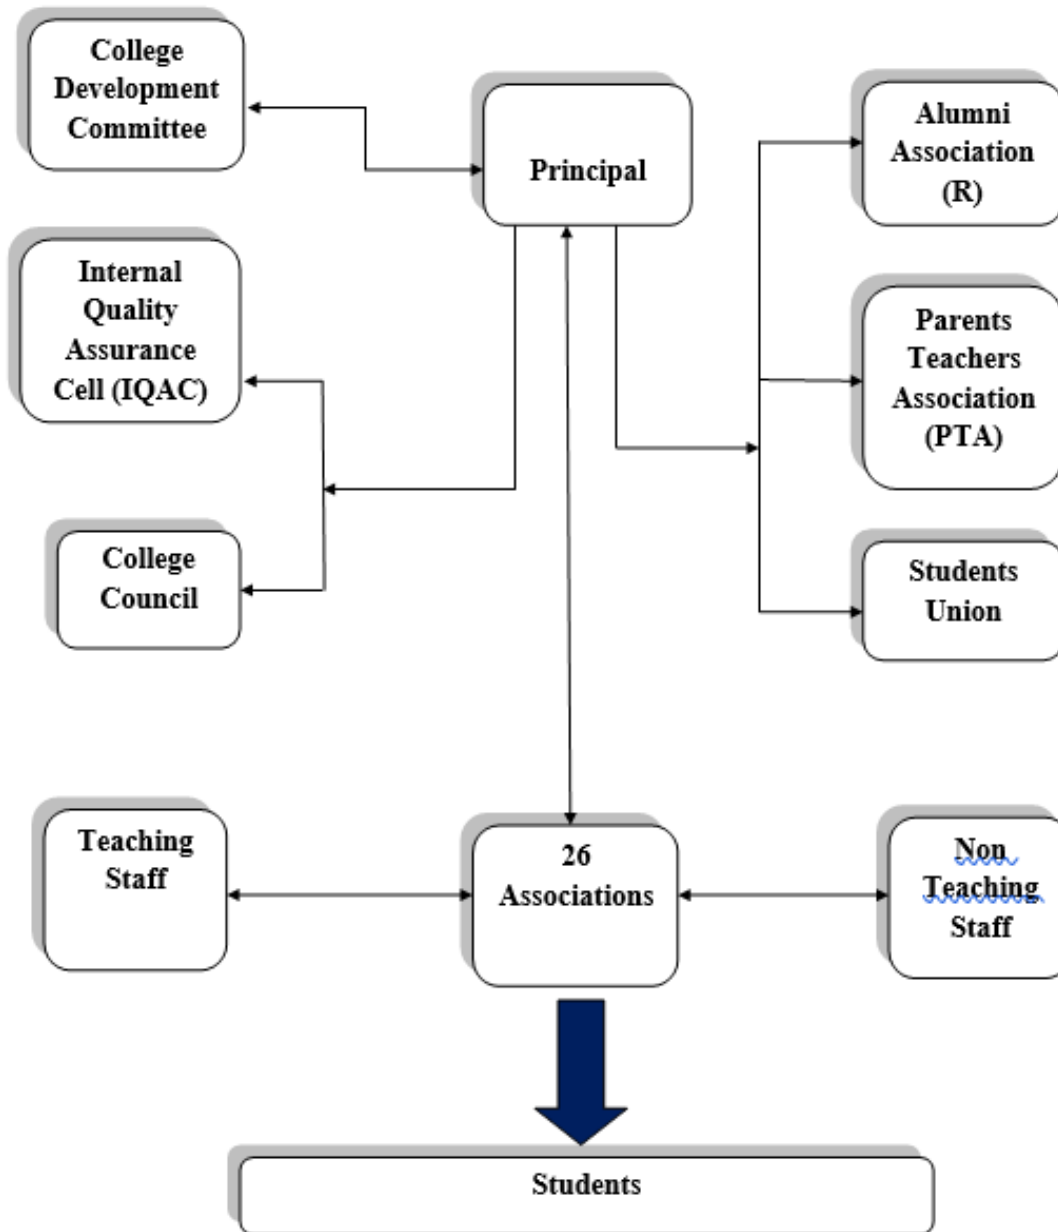 College
Development
Committee
Principal
Alumni
Association
(R)
Internal
Quality
Assurance
Cell (IQAC)
Parents
Teachers
Association
(PTA)
College
Council
Students
Union
Teaching
Staff
26
Associations
Non
Teaching
Staff
Students